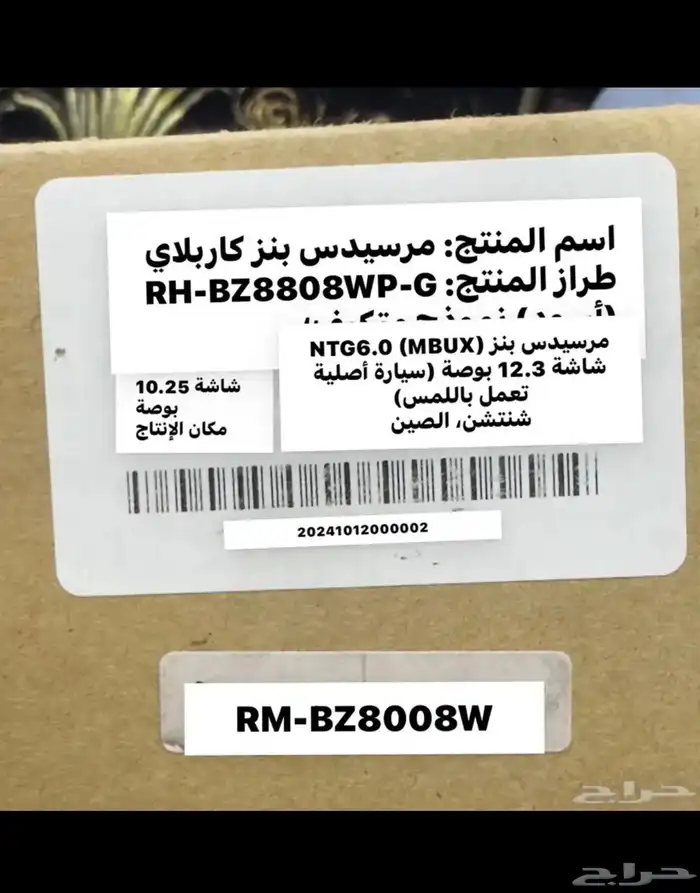 اسم المنتج: مرسيدس بنز كاربلاي
طراز المنتج: RH-BZ8808WP-G
مرسيدس بنز NTG6.0 (MBUX)
شاشة 12.3 بوصة (سيارة أصلية
تعمل باللمس)
شنتشن، الصين
شاشة 10.25
بوصة
مكان الإنتاج
20241012000002
RM-BZ8008W
حراج
حراج